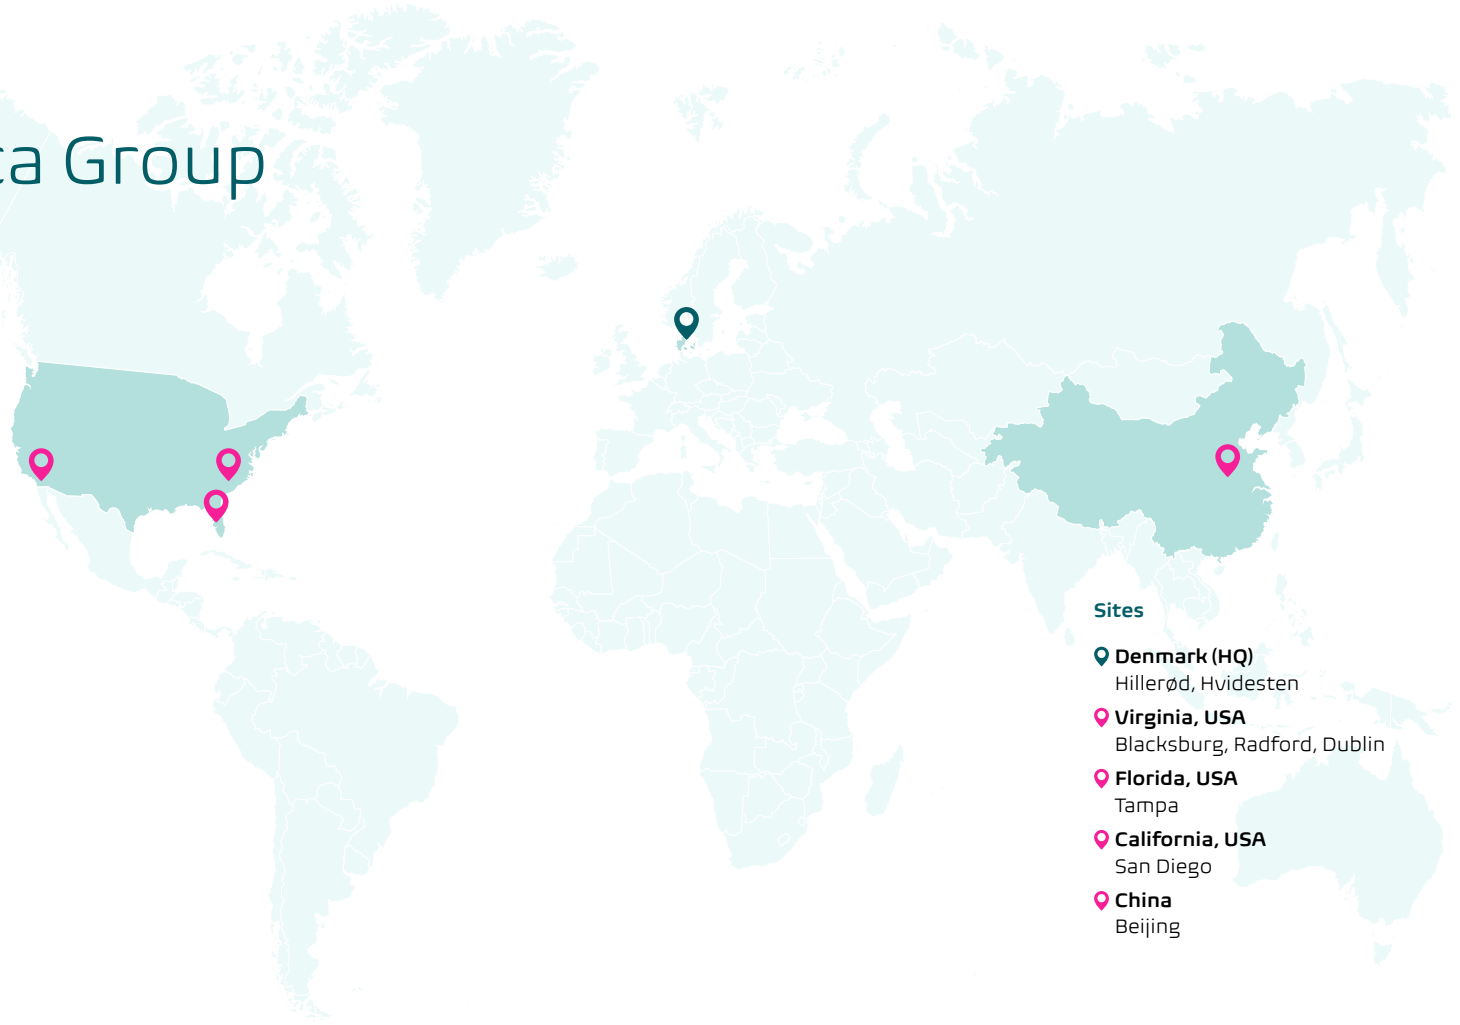 ca Group
Sites
Denmark (HQ)
Hillerød, Hvidesten
Virginia, USA
Blacksburg, Radford, Dublin
Florida, USA
Tampa
California, USA
San Diego
China
Beijing